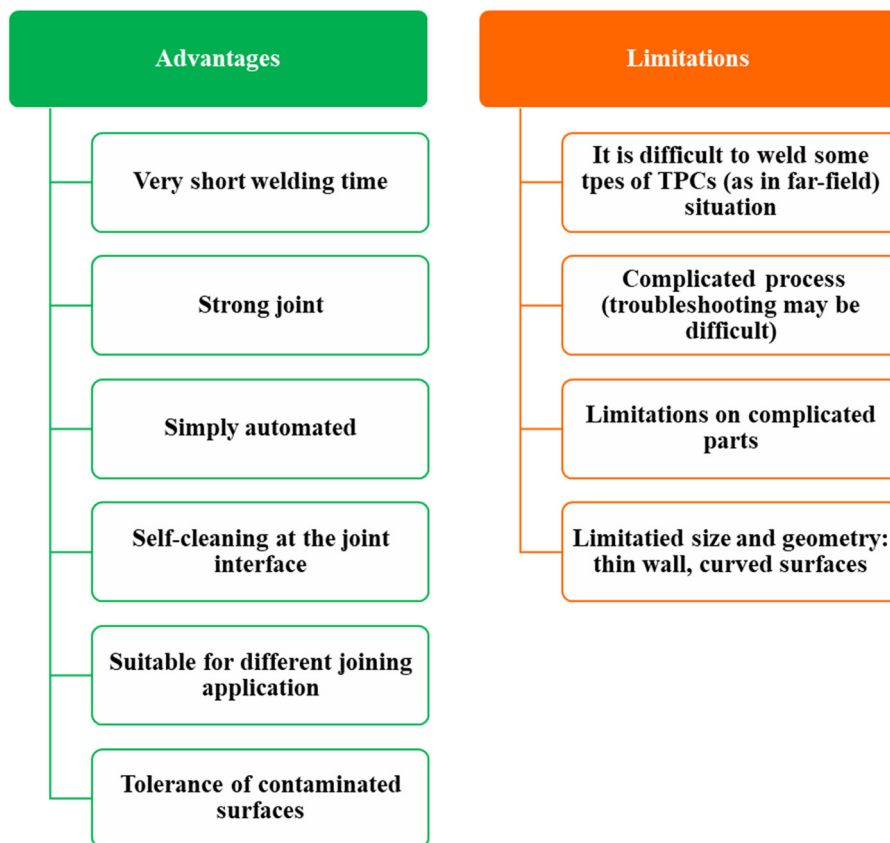 Advantages
Very short welding time
Strong joint
Simply automated
Self-cleaning at the joint
interface
Suitable for different joining
application
Tolerance of contaminated
surfaces
Limitations
It is difficult to weld some
tpes of TPCs (as in far-field)
situation
Complicated process
(troubleshooting may be
difficult)
Limitations on complicated
parts
Limitatied size and geometry:
thin wall, curved surfaces